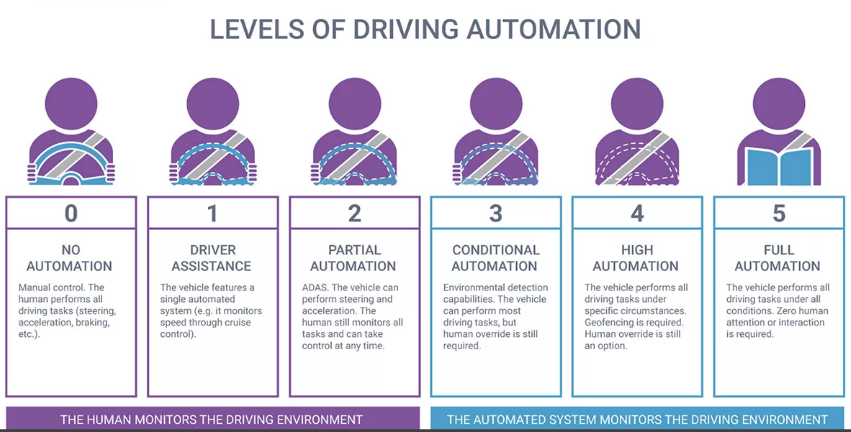 LEVELS OF DRIVING AUTOMATION
0
NO
AUTOMATION
Manual control. The
human performs all
driving tasks (steering,
acceleration, braking,
etc.).
1
DRIVER
ASSISTANCE
The vehicle features a
single automated
system (e.g. it monitors
speed through cruise
control).
2
PARTIAL
AUTOMATION
ADAS. The vehicle can
perform steering and
acceleration. The
human still monitors all
tasks and can take
control at any time.
3
CONDITIONAL
AUTOMATION
Environmental detection
capabilities. The vehicle
can perform most
driving tasks, but
human override is still
required.
4
HIGH
AUTOMATION
The vehicle performs all
driving tasks under
specific circumstances.
Geofencing is required.
Human override is still
an option.
5
FULL
AUTOMATION
The vehicle performs all
driving tasks under all
conditions. Zero human
attention or interaction
is required.
THE HUMAN MONITORS THE DRIVING ENVIRONMENT
THE AUTOMATED SYSTEM MONITORS THE DRIVING ENVIRONMENT